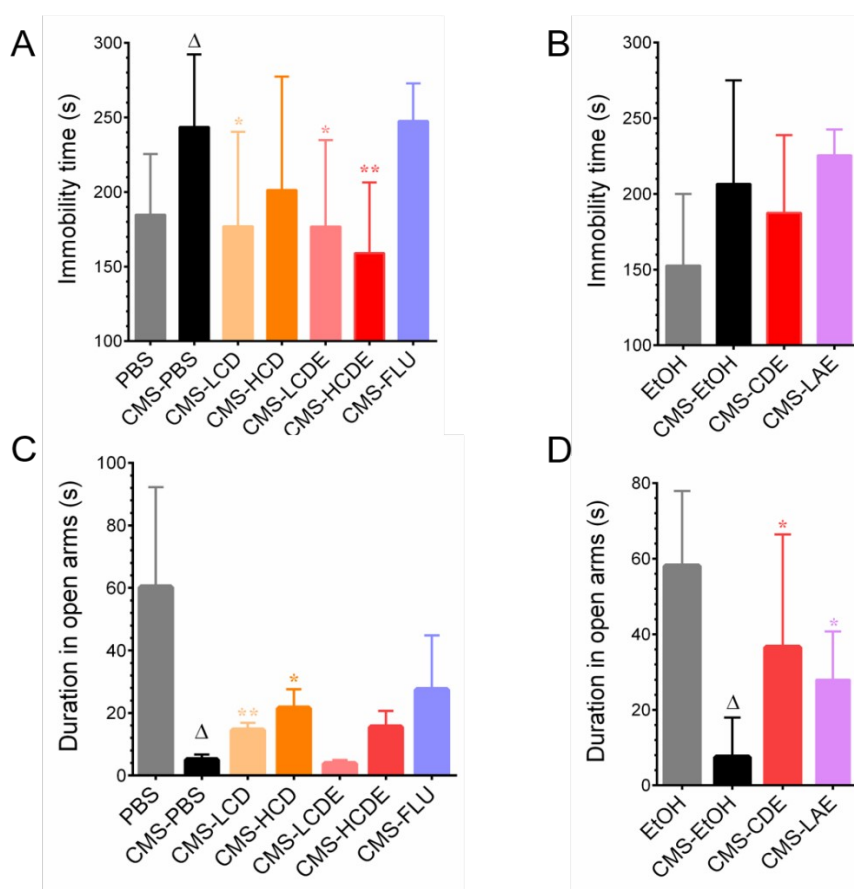 A
Immobility time (s)
300
250
200
150
100
Δ
*
*
**
PBS
CMS-PBS
CMS-LCD
CMS-HCD
CMS-LCDE
CMS-HCDE
CMS-FLU
B
Immobility time (s)
300
250
200
150
100
EtOH
CMS-EtOH
CMS-CDE
CMS-LAE
C
Duration in open arms (s)
100
80
60
40
20
0
Δ
**
*
PBS
CMS-PBS
CMS-LCD
CMS-HCD
CMS-LCDE
CMS-HCDE
CMS-FLU
D
Duration in open arms (s)
80
60
40
20
0
Δ
*
*
EtOH
CMS-EtOH
CMS-CDE
CMS-LAE